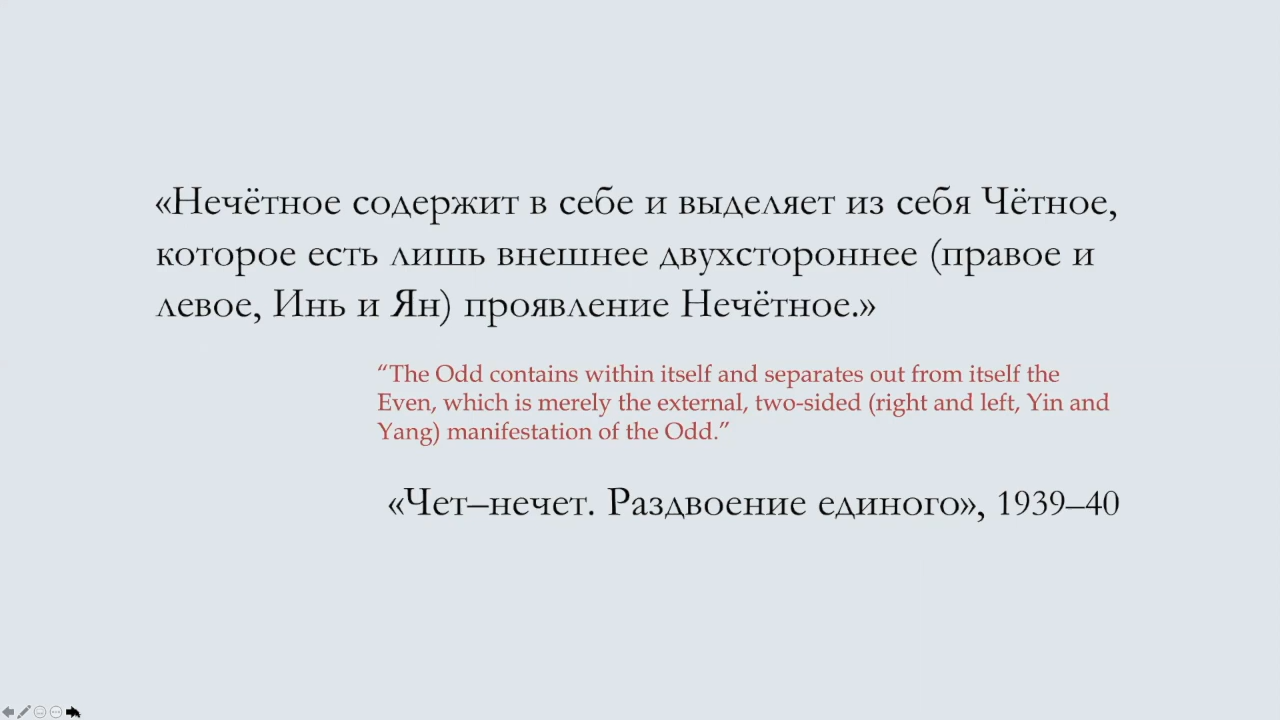 «Нечётное содержит в себе и выделяет из себя Чётное,
которое есть лишь внешнее двухстороннее (правое и
левое, Инь и Ян) проявление Нечётное.»
“The Odd contains within itself and separates out from itself the
Even, which is merely the external, two-sided (right and left, Yin and
Yang) manifestation of the Odd.”
«Чет–нечет. Раздвоение единого», 1939–40